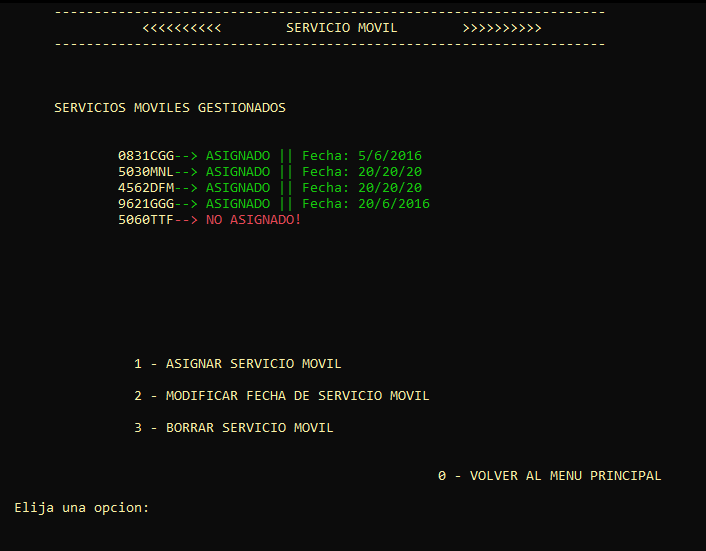 ---------------------------------------------------------------------
<<<<<<<<<< SERVICIO MOVIL >>>>>>>>>>
---------------------------------------------------------------------
SERVICIOS MOVILES GESTIONADOS
0831CGG--> ASIGNADO || Fecha: 5/6/2016
5030MNL--> ASIGNADO || Fecha: 20/20/20
4562DFM--> ASIGNADO || Fecha: 20/20/20
9621GGG--> ASIGNADO || Fecha: 20/6/2016
5060TTF--> NO ASIGNADO!
1 - ASIGNAR SERVICIO MOVIL
2 - MODIFICAR FECHA DE SERVICIO MOVIL
3 - BORRAR SERVICIO MOVIL
0 - VOLVER AL MENU PRINCIPAL
Elija una opcion: